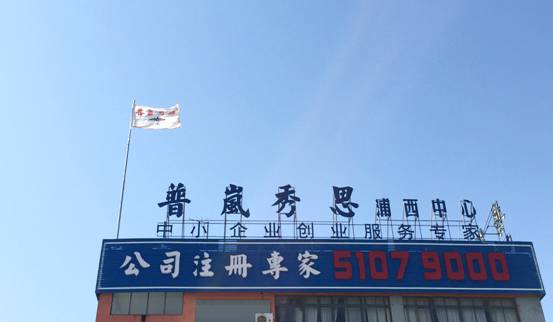 普嵐秀思 浦西中心
中小企业创业服务专家
公司注册專家 5107 9000